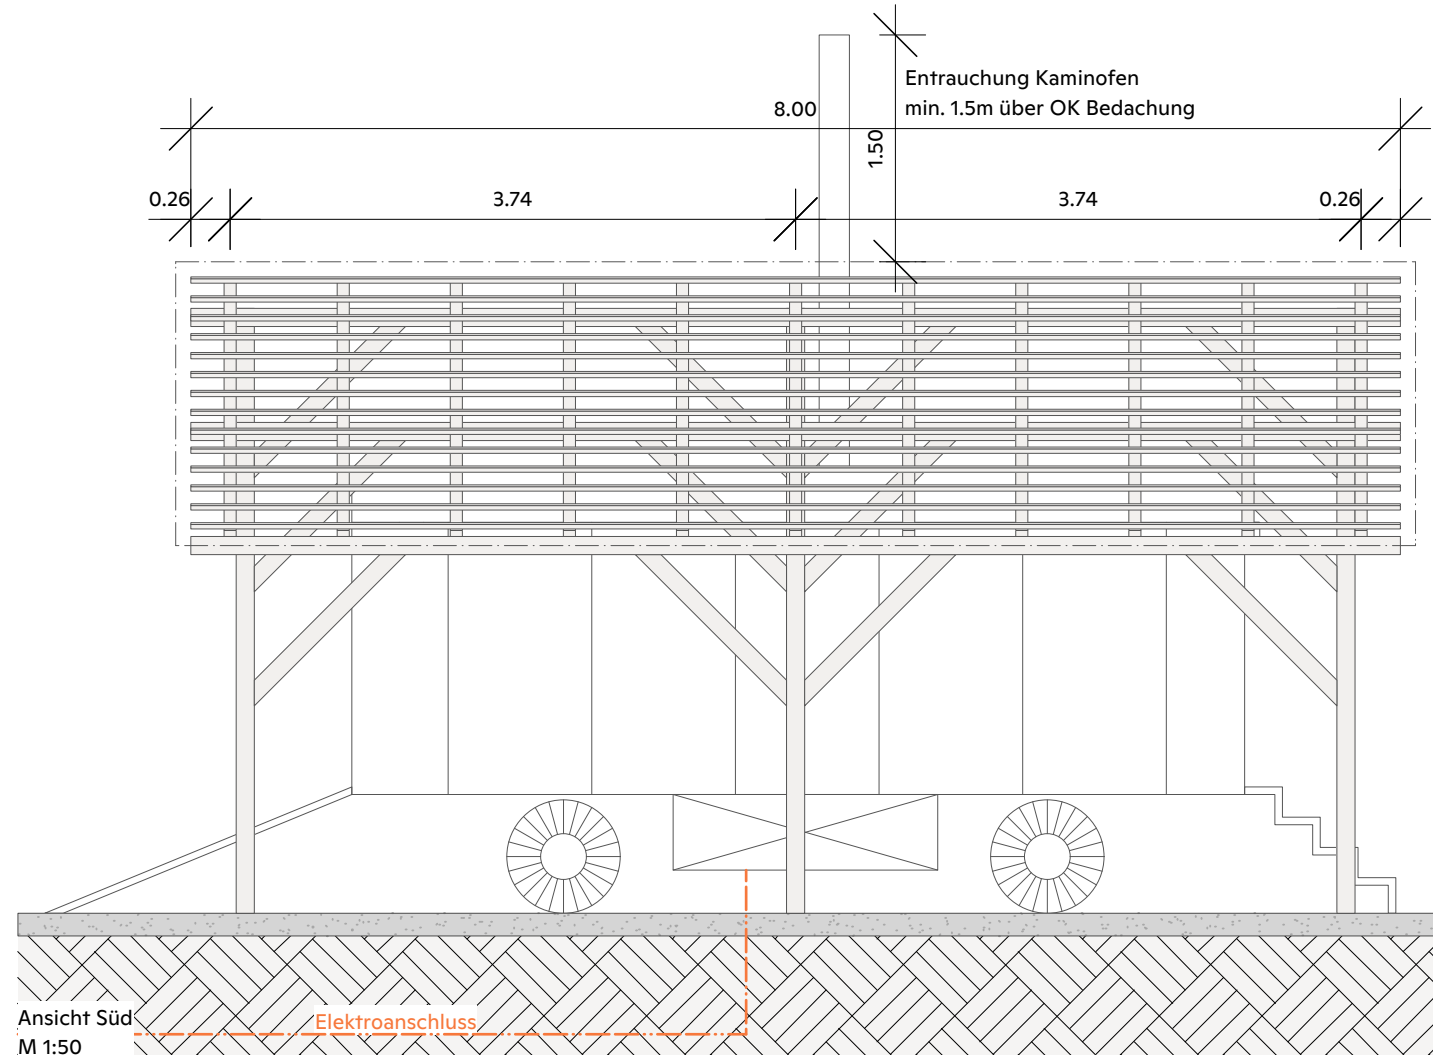 Entrauchung Kaminofen
min. 1.5m über OK Bedachung
8.00
1.50
0.26
3.74
3.74
0.26
Elektroanschluss
Ansicht Süd
M 1:50